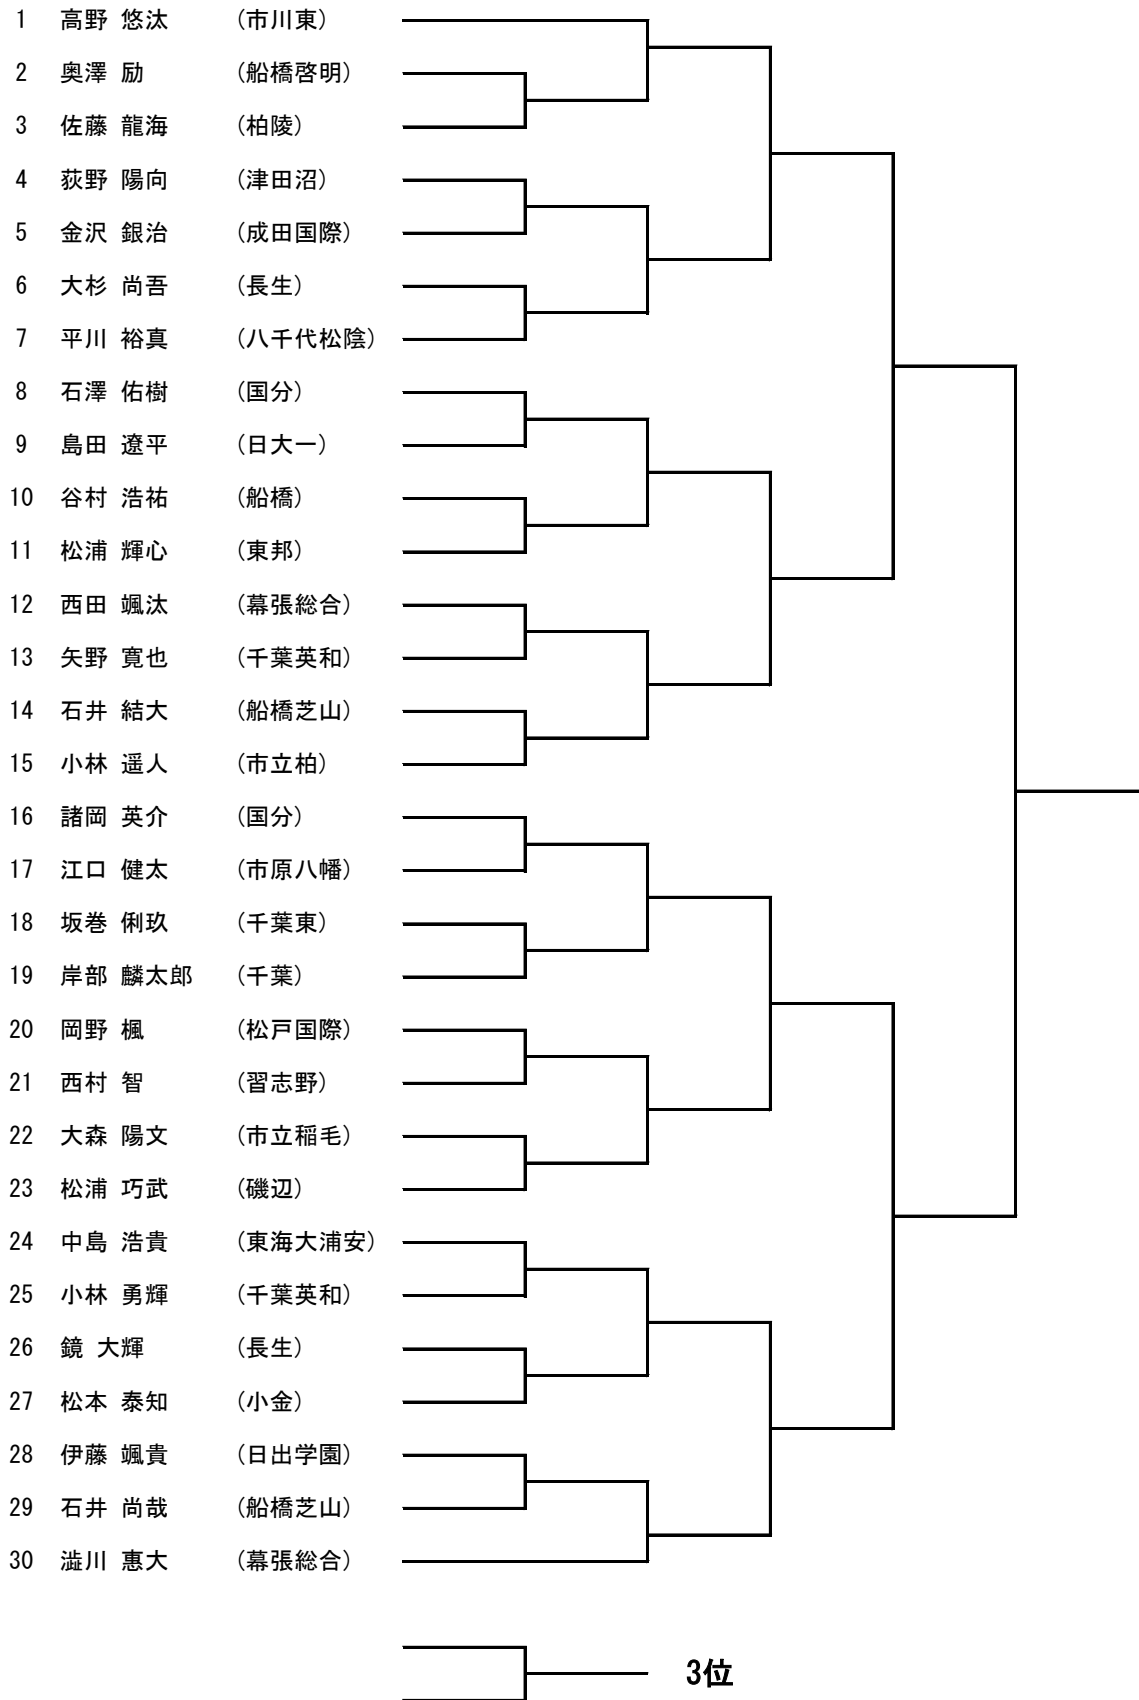 1 高野 悠汰 (市川東)
2 奥澤 励 (船橋啓明)
3 佐藤 龍海 (柏陵)
4 荻野 陽向 (津田沼)
5 金沢 銀治 (成田国際)
6 大杉 尚吾 (長生)
7 平川 裕真 (八千代松陰)
8 石澤 佑樹 (国分)
9 島田 遼平 (日大一)
10 谷村 浩祐 (船橋)
11 松浦 輝心 (東邦)
12 西田 颯汰 (幕張総合)
13 矢野 寛也 (千葉英和)
14 石井 結大 (船橋芝山)
15 小林 遥人 (市立柏)
16 諸岡 英介 (国分)
17 江口 健太 (市原八幡)
18 坂巻 俐玖 (千葉東)
19 岸部 麟太郎 (千葉)
20 岡野 楓 (松戸国際)
21 西村 智 (習志野)
22 大森 陽文 (市立稲毛)
23 松浦 巧武 (磯辺)
24 中島 浩貴 (東海大浦安)
25 小林 勇輝 (千葉英和)
26 鏡 大輝 (長生)
27 松本 泰知 (小金)
28 伊藤 颯貴 (日出学園)
29 石井 尚哉 (船橋芝山)
30 澁川 惠大 (幕張総合)
3位